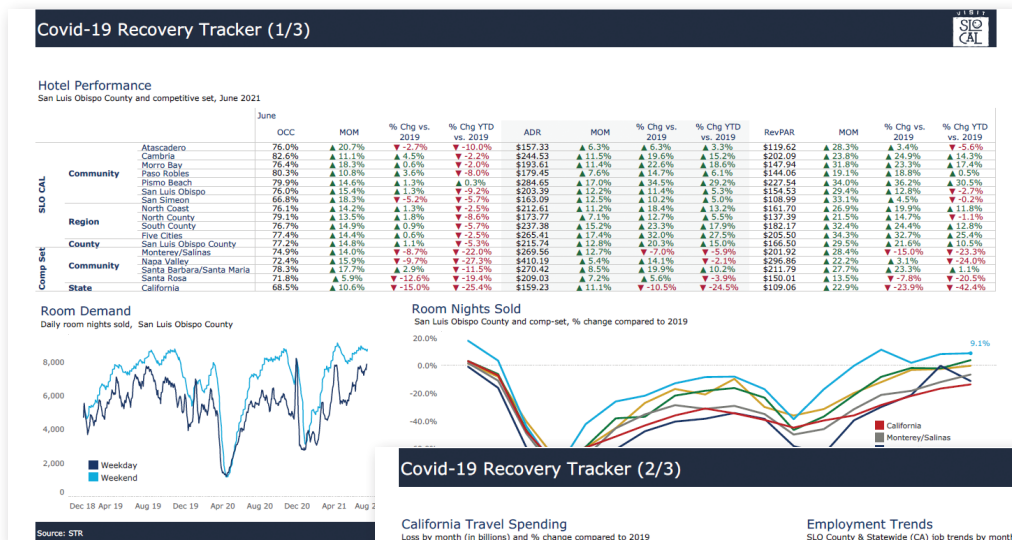 Covid-19 Recovery Tracker (1/3)
VISIT
SLO
CAL
Hotel Performance
San Luis Obispo County and competitive set, June 2021
June
OCC MOM % Chg vs. 2019 % Chg YTD vs. 2019 ADR MOM % Chg vs. 2019 % Chg YTD vs. 2019 RevPAR MOM % Chg vs. 2019 % Chg YTD vs. 2019
SLO CAL
Community
Atascadero 76.0% ▲ 20.7% ▼ -2.7% ▼ -10.0% $157.33 ▲ 6.3% ▲ 6.3% ▲ 3.3% $119.62 ▲ 28.3% ▲ 3.4% ▼ -5.6%
Cambria 82.6% ▲ 11.1% ▲ 4.5% ▼ -2.2% $244.53 ▲ 11.5% ▲ 19.6% ▲ 15.2% $202.09 ▲ 23.8% ▲ 24.9% ▲ 14.3%
Morro Bay 76.4% ▲ 18.3% ▲ 0.6% ▼ -2.0% $193.61 ▲ 11.4% ▲ 22.6% ▲ 18.6% $147.94 ▲ 31.8% ▲ 23.3% ▲ 17.4%
Paso Robles 80.3% ▲ 10.8% ▲ 3.6% ▼ -8.0% $179.45 ▲ 7.6% ▲ 14.7% ▲ 6.1% $144.06 ▲ 19.1% ▲ 18.8% ▲ 0.5%
Pismo Beach 79.9% ▲ 14.6% ▲ 1.3% ▲ 0.3% $284.65 ▲ 17.0% ▲ 34.5% ▲ 29.2% $227.54 ▲ 34.0% ▲ 36.2% ▲ 30.5%
San Luis Obispo 76.0% ▲ 15.4% ▲ 1.3% ▼ -9.2% $203.39 ▲ 12.2% ▲ 11.4% ▲ 5.3% $154.53 ▲ 29.4% ▲ 12.8% ▼ -2.7%
San Simeon 66.8% ▲ 18.3% ▼ -5.2% ▼ -5.7% $163.09 ▲ 12.5% ▲ 10.2% ▲ 5.0% $108.99 ▲ 33.1% ▲ 4.5% ▼ -0.2%
Region
North Coast 76.1% ▲ 14.2% ▲ 1.3% ▼ -2.5% $212.61 ▲ 11.2% ▲ 18.4% ▲ 13.2% $161.70 ▲ 26.9% ▲ 19.9% ▲ 11.8%
North County 79.1% ▲ 13.5% ▲ 1.8% ▼ -8.6% $173.77 ▲ 7.1% ▲ 12.7% ▲ 5.5% $137.39 ▲ 21.5% ▲ 14.7% ▼ -1.1%
South County 76.7% ▲ 14.9% ▲ 0.9% ▼ -5.7% $237.38 ▲ 15.2% ▲ 23.3% ▲ 17.9% $182.17 ▲ 32.4% ▲ 24.4% ▲ 12.8%
Five Cities 77.4% ▲ 14.4% ▲ 0.6% ▼ -2.5% $265.41 ▲ 17.4% ▲ 32.0% ▲ 27.5% $205.50 ▲ 34.3% ▲ 32.7% ▲ 25.4%
County
San Luis Obispo County 77.2% ▲ 14.8% ▲ 1.1% ▼ -5.3% $215.74 ▲ 12.8% ▲ 20.3% ▲ 15.0% $166.50 ▲ 29.5% ▲ 21.6% ▲ 10.5%
Comp Set
Community
Monterey/Salinas 74.9% ▲ 14.0% ▼ -8.7% ▼ -22.0% $269.56 ▲ 12.7% ▼ -7.0% ▼ -5.9% $201.92 ▲ 28.4% ▼ -15.0% ▼ -23.3%
Napa Valley 72.4% ▲ 15.9% ▼ -9.7% ▼ -27.3% $410.19 ▲ 5.4% ▲ 14.1% ▼ -2.1% $296.86 ▲ 22.2% ▲ 3.1% ▼ -24.0%
Santa Barbara/Santa Maria 78.3% ▲ 17.7% ▲ 2.9% ▼ -11.5% $270.42 ▲ 8.5% ▲ 19.9% ▲ 10.2% $211.79 ▲ 27.7% ▲ 23.3% ▲ 1.1%
Santa Rosa 71.8% ▲ 5.9% ▼ -12.6% ▼ -19.4% $209.03 ▲ 7.2% ▲ 5.6% ▼ -3.9% $150.01 ▲ 13.5% ▼ -7.8% ▼ -20.5%
State
California 68.5% ▲ 10.6% ▼ -15.0% ▼ -25.4% $159.23 ▲ 11.1% ▼ -10.5% ▼ -24.5% $109.06 ▲ 22.9% ▼ -23.9% ▼ -42.4%
Room Demand
Daily room nights sold, San Luis Obispo County
8,000
6,000
4,000
2,000
0
Weekday
Weekend
Dec 18 Apr 19 Aug 19 Dec 19 Apr 20 Aug 20 Dec 20 Apr 21 Aug
Source: STR
Room Nights Sold
San Luis Obispo County and comp-set, % change compared to 2019
20.0%
0.0%
-20.0%
-40.0%
9.1%
California
Monterey/Salinas
Covid-19 Recovery Tracker (2/3)
California Travel Spending
Loss by month (in billions) and % change compared to 2019
Employment Trends
SLO County & Statewide (CA) job trends by month